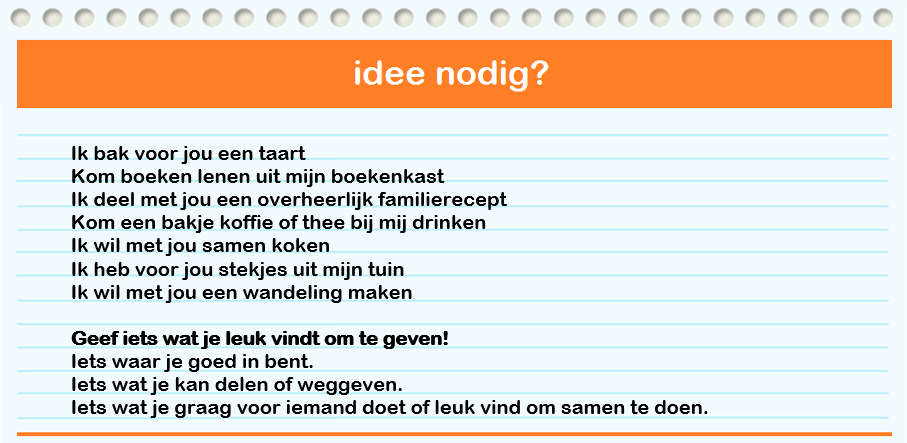 idee nodig?
Ik bak voor jou een taart
Kom boeken lenen uit mijn boekenkast
Ik deel met jou een overheerlijk familierecept
Kom een bakje koffie of thee bij mij drinken
Ik wil met jou samen koken
Ik heb voor jou stekjes uit mijn tuin
Ik wil met jou een wandeling maken
Geef iets wat je leuk vindt om te geven!
Iets waar je goed in bent.
Iets wat je kan delen of weggeven.
Iets wat je graag voor iemand doet of leuk vind om samen te doen.